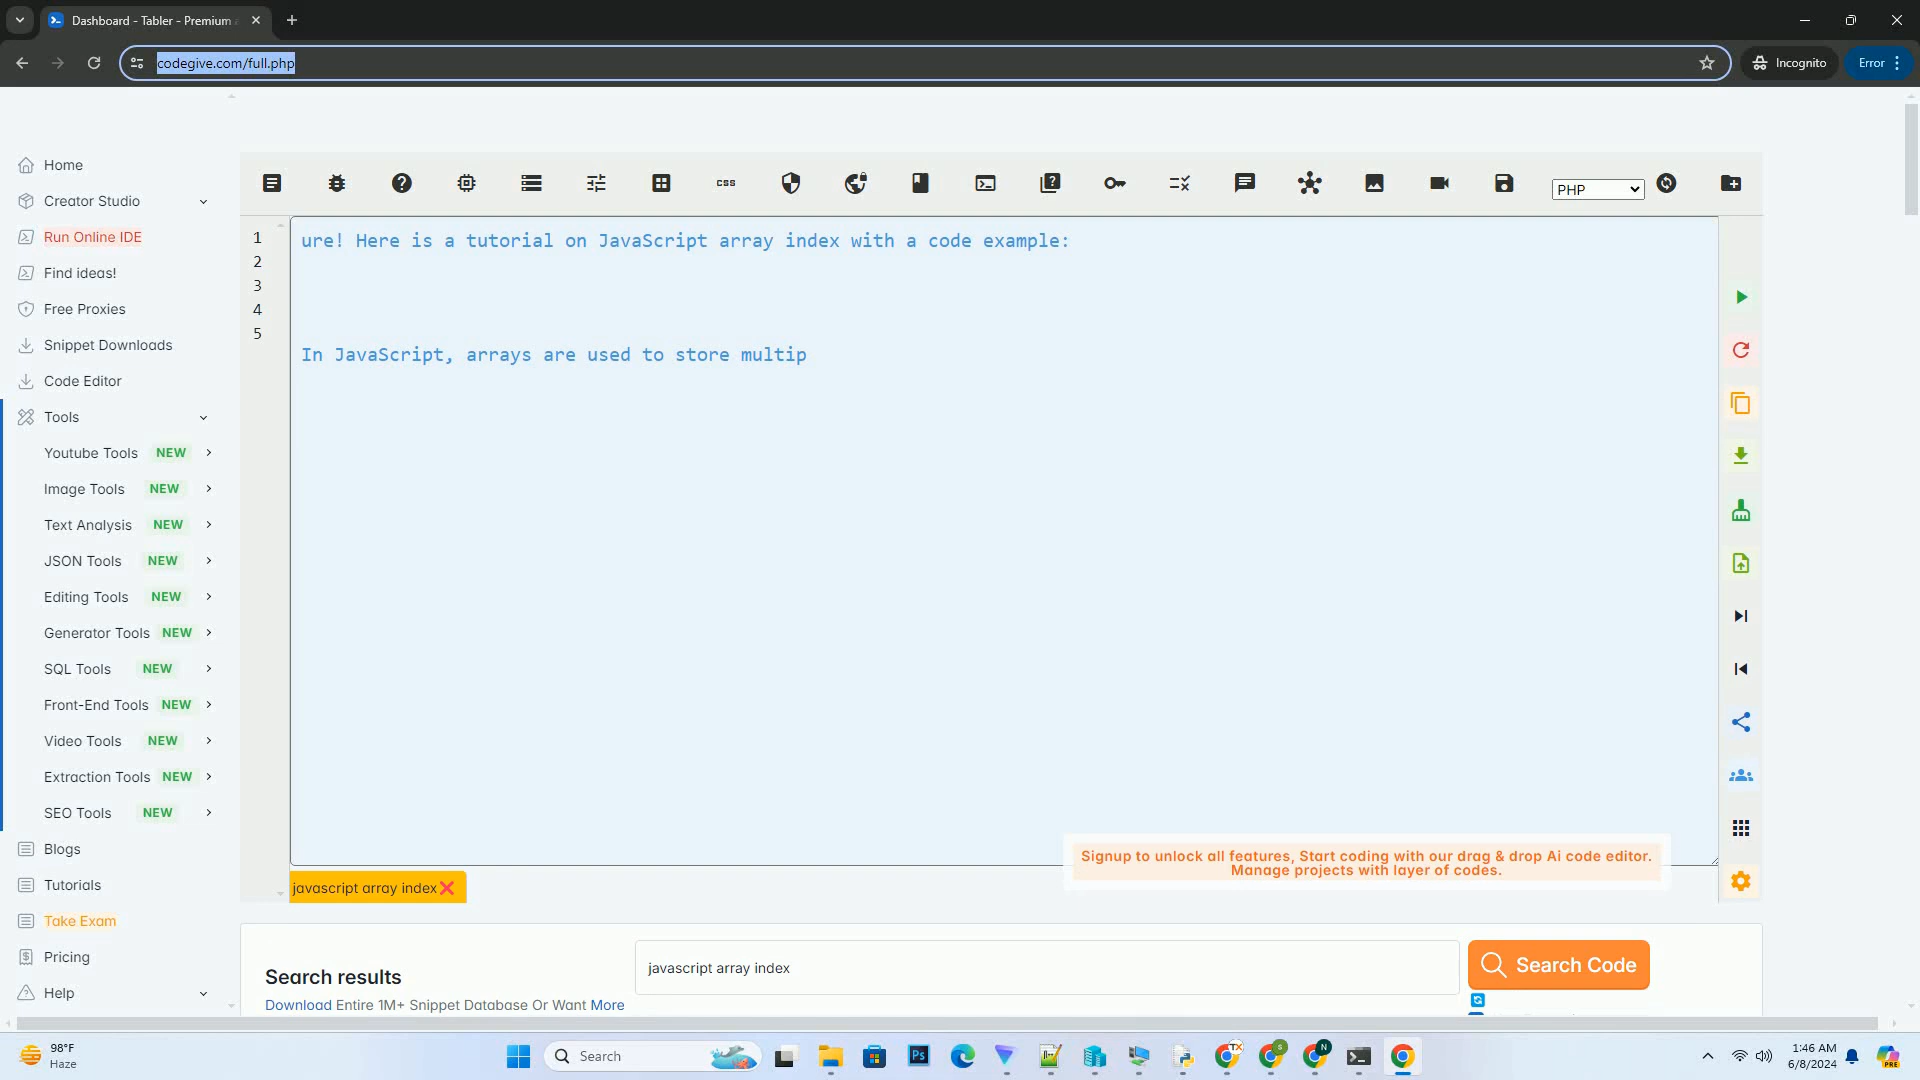 Dashboard - Tabler - Premium
codegive.com/full.php
Incognito
Error
Home
Creator Studio
Run Online IDE
Find ideas!
Free Proxies
Snippet Downloads
Code Editor
Tools
Youtube Tools NEW
Image Tools NEW
Text Analysis NEW
JSON Tools NEW
Editing Tools NEW
Generator Tools NEW
SQL Tools NEW
Front-End Tools NEW
Video Tools NEW
Extraction Tools NEW
SEO Tools NEW
Blogs
Tutorials
Take Exam
Pricing
Help
css
PHP
1
2
3
4
5
ure! Here is a tutorial on JavaScript array index with a code example:
In JavaScript, arrays are used to store multip
Signup to unlock all features, Start coding with our drag & drop Ai code editor.
Manage projects with layer of codes.
javascript array index
Search results
Download Entire 1M+ Snippet Database Or Want More
javascript array index
Search Code
98°F
Haze
Search
Ps
TX
S
N
1:46 AM
6/8/2024
PRE